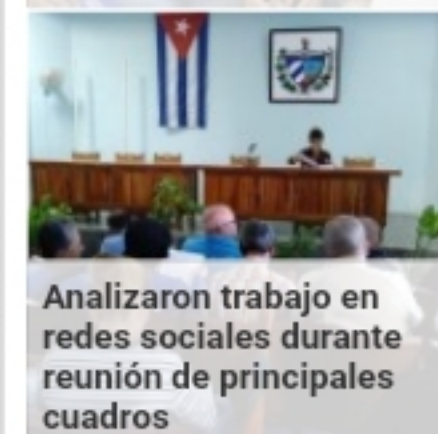 Analizaron trabajo en
redes sociales durante
reunión de principales
cuadros